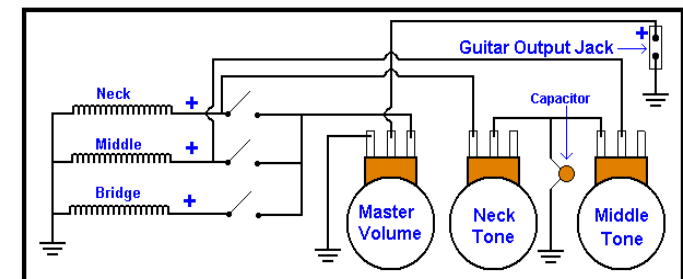 +
Guitar Output Jack
Neck
+
Capacitor
Middle
+
Bridge
+
Master
Volume
Neck
Tone
Middle
Tone